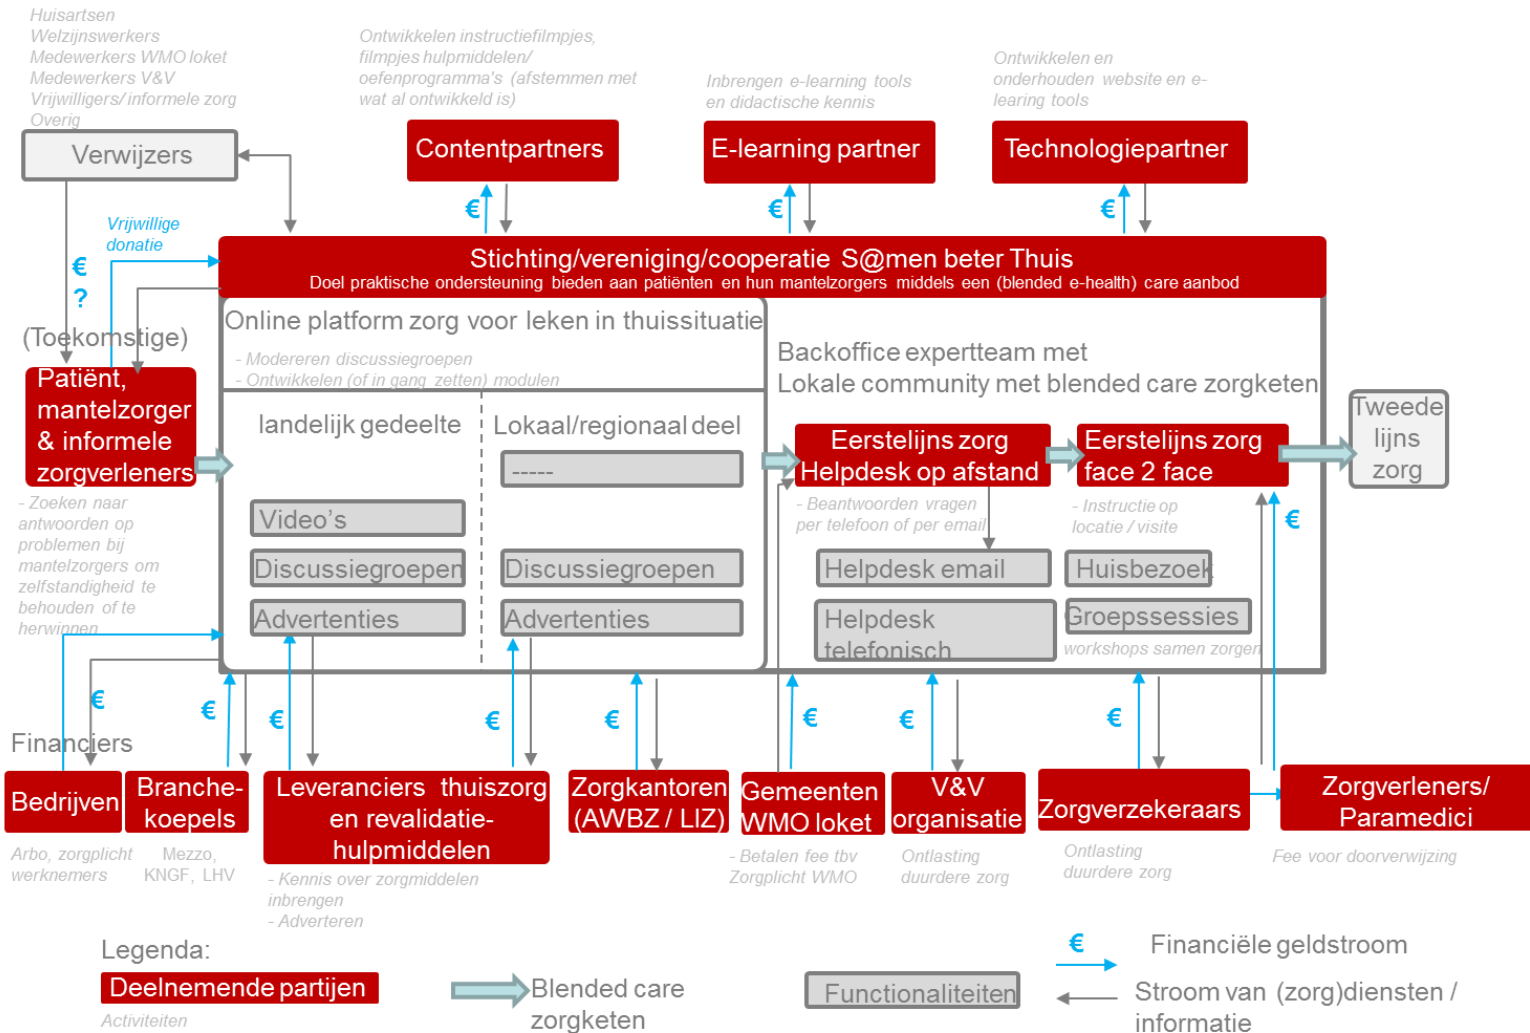 Huisartsen
Welzijnswerkers
Medewerkers WMO loket
Medewerkers V&V
Vrijwilligers/ informele zorg
Overig
Verwijzers
Ontwikkelen instructiefilmpjes,
filmpjes hulpmiddelen/
oefenprogramma's (afstemmen met
wat al ontwikkeld is)
Contentpartners
Inbrengen e-learning tools
en didactische kennis
E-learning partner
Ontwikkelen en
onderhouden website en e-
learing tools
Technologiepartner
€
€
€
Vrijwillige
donatie
€
?
Stichting/vereniging/cooperatie S@men beter Thuis
Doel praktische ondersteuning bieden aan patiënten en hun mantelzorgers middels een (blended e-health) care aanbod
(Toekomstige)
Patiënt,
mantelzorger
& informele
zorgverleners
- Zoeken naar
antwoorden op
problemen bij
mantelzorgers om
zelfstandigheid te
behouden of te
herwinnen
Online platform zorg voor leken in thuissituatie
- Modereren discussiegroepen
- Ontwikkelen (of in gang zetten) modulen
landelijk gedeelte
Video's
Discussiegroepen
Advertenties
Lokaal/regionaal deel
-----
Discussiegroepen
Advertenties
Backoffice expertteam met
Lokale community met blended care zorgketen
Eerstelijns zorg
Helpdesk op afstand
- Beantwoorden vragen
per telefoon of per email
Helpdesk email
Helpdesk
telefonisch
Eerstelijns zorg
face 2 face
- Instructie op
locatie / visite
Huisbezoek
Groepssessies
workshops samen zorgen
Tweede
lijns
zorg
€
€
€
€
€
€
€
€
€
Financiers
Bedrijven
Arbo, zorgplicht
werknemers
Branche-
koepels
Mezzo,
KNGF, LHV
Leveranciers thuiszorg
en revalidatie-
hulpmiddelen
- Kennis over zorgmiddelen
inbrengen
- Adverteren
Zorgkantoren
(AWBZ / LIZ)
Gemeenten
WMO loket
- Betalen fee tbv
Zorgplicht WMO
V&V
organisatie
Ontlasting
duurdere zorg
Zorgverzekeraars
Ontlasting
duurdere zorg
Zorgverleners/
Paramedici
Fee voor doorverwijzing
Legenda:
Deelnemende partijen
Activiteiten
Blended care
zorgketen
Functionaliteiten
€
Financiële geldstroom
Stroom van (zorg)diensten /
informatie